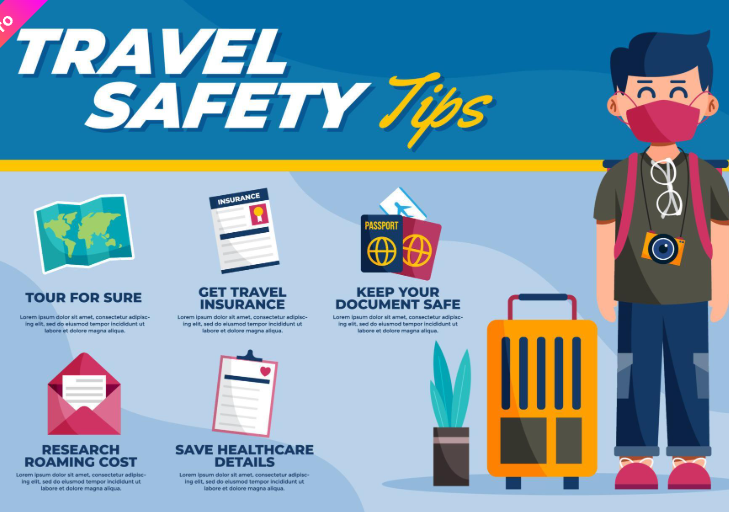 TRAVEL
SAFETY Tips
TOUR FOR SURE
Lorem ipsum dolor sit amet, consectetur adipisc-
ing elit, sed do eiusmod tempor incididunt ut
labore et dolore magna aliqua.
INSURANCE
GET TRAVEL
INSURANCE
Lorem ipsum dolor sit amet, consectetur adipisc-
ing elit, sed do eiusmod tempor incididunt ut
labore et dolore magna aliqua.
PASSPORT
KEEP YOUR
DOCUMENT SAFE
Lorem ipsum dolor sit amet, consectetur adipisc-
ing elit, sed do eiusmod tempor incididunt ut
labore et dolore magna aliqua.
RESEARCH
ROAMING COST
Lorem ipsum dolor sit amet, consectetur adipisc-
ing elit, sed do eiusmod tempor incididunt ut
labore et dolore magna aliqua.
SAVE HEALTHCARE
DETAILS
Lorem ipsum dolor sit amet, consectetur adipisc-
ing elit, sed do eiusmod tempor incididunt ut
labore et dolore magna aliqua.